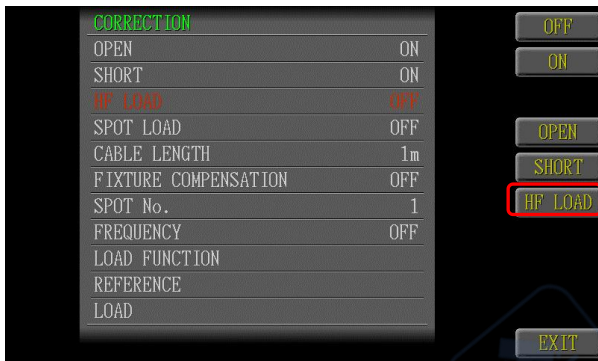 CORRECTION
OPEN ON
SHORT ON
HF LOAD OFF
SPOT LOAD OFF
CABLE LENGTH 1m
FIXTURE COMPENSATION OFF
SPOT No. 1
FREQUENCY OFF
LOAD FUNCTION
REFERENCE
LOAD
OFF
ON
OPEN
SHORT
HF LOAD
EXIT